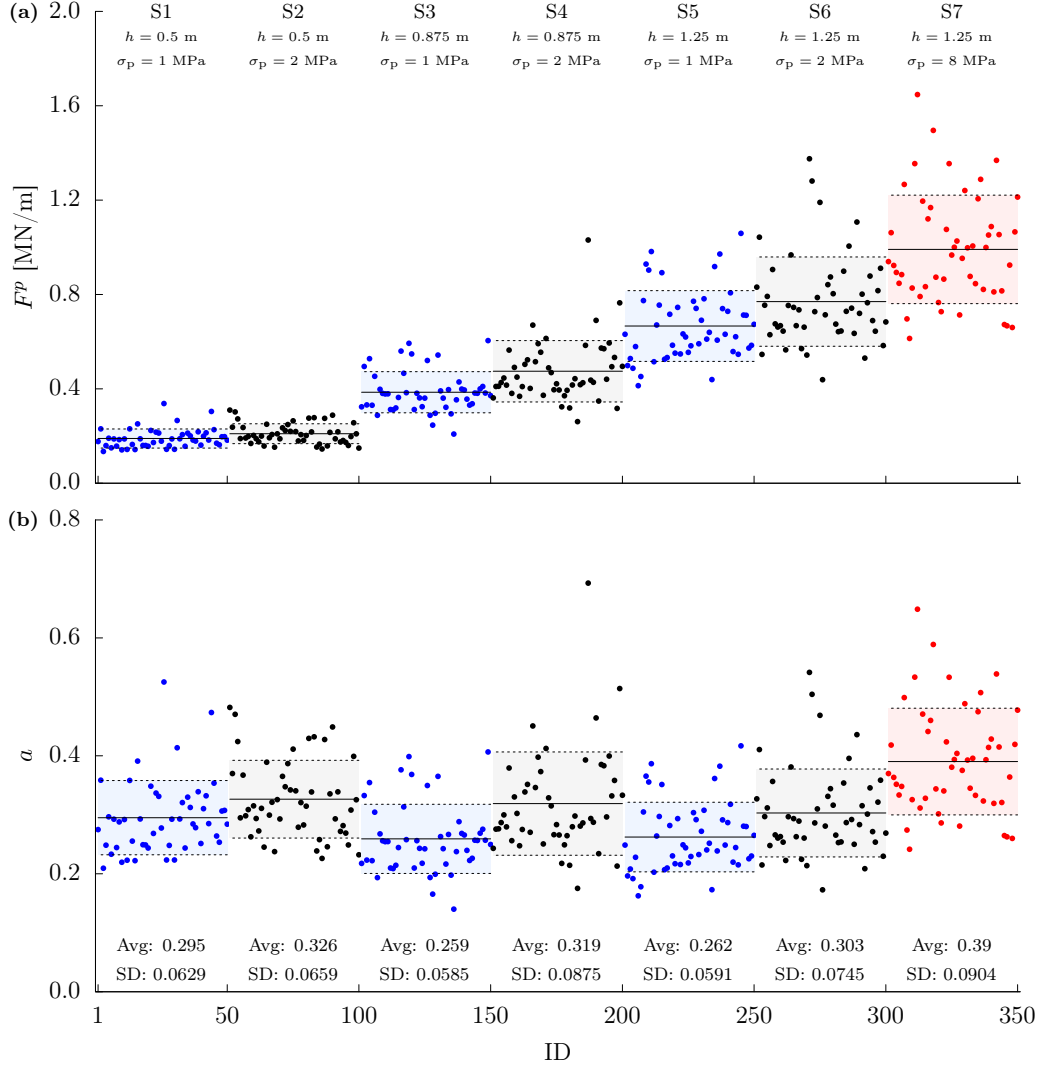 (a)
S1 S2 S3 S4 S5 S6 S7
h = 0.5 m h = 0.5 m h = 0.875 m h = 0.875 m h = 1.25 m h = 1.25 m h = 1.25 m
σp = 1 MPa σp = 2 MPa σp = 1 MPa σp = 2 MPa σp = 1 MPa σp = 2 MPa σp = 8 MPa
2.0
1.6
1.2
0.8
0.4
0.0
F^p [MN/m]
(b)
0.8
0.6
0.4
0.2
0.0
a
Avg: 0.295 Avg: 0.326 Avg: 0.259 Avg: 0.319 Avg: 0.262 Avg: 0.303 Avg: 0.39
SD: 0.0629 SD: 0.0659 SD: 0.0585 SD: 0.0875 SD: 0.0591 SD: 0.0745 SD: 0.0904
1 50 100 150 200 250 300 350
ID